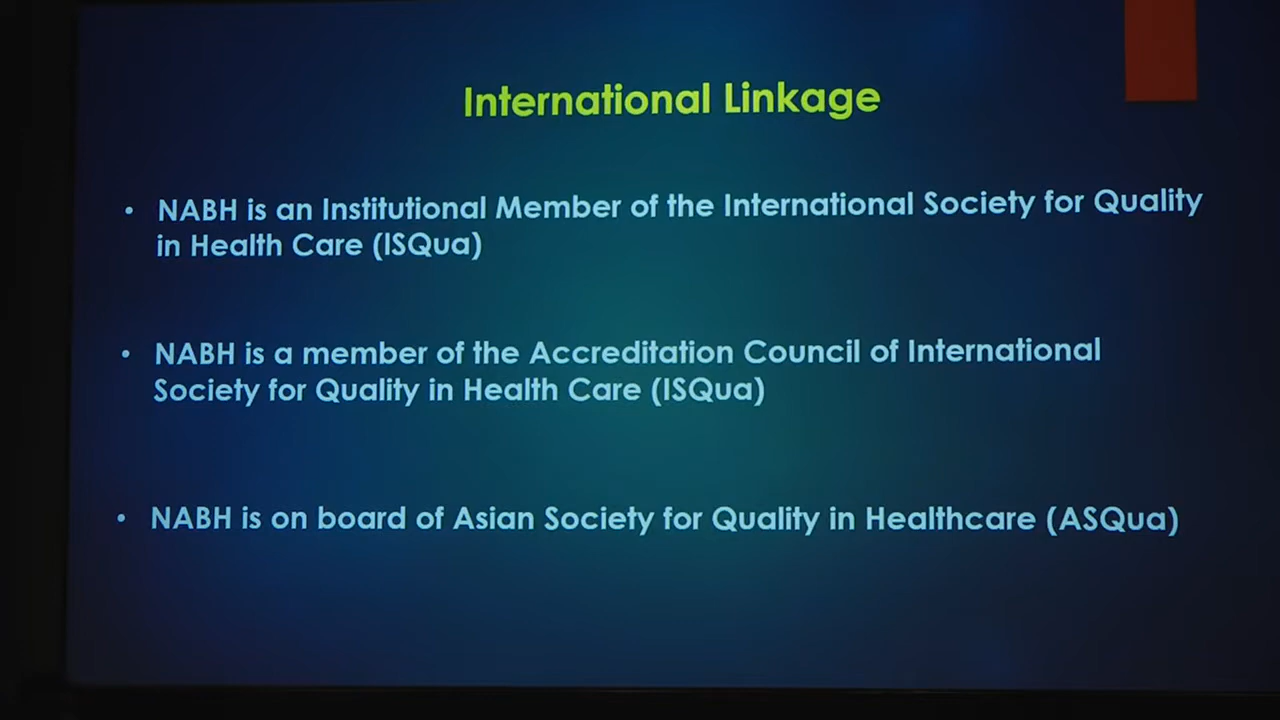 International Linkage
• NABH is an Institutional Member of the International Society for Quality
in Health Care (ISQua)
• NABH is a member of the Accreditation Council of International
Society for Quality in Health Care (ISQua)
• NABH is on board of Asian Society for Quality in Healthcare (ASQua)